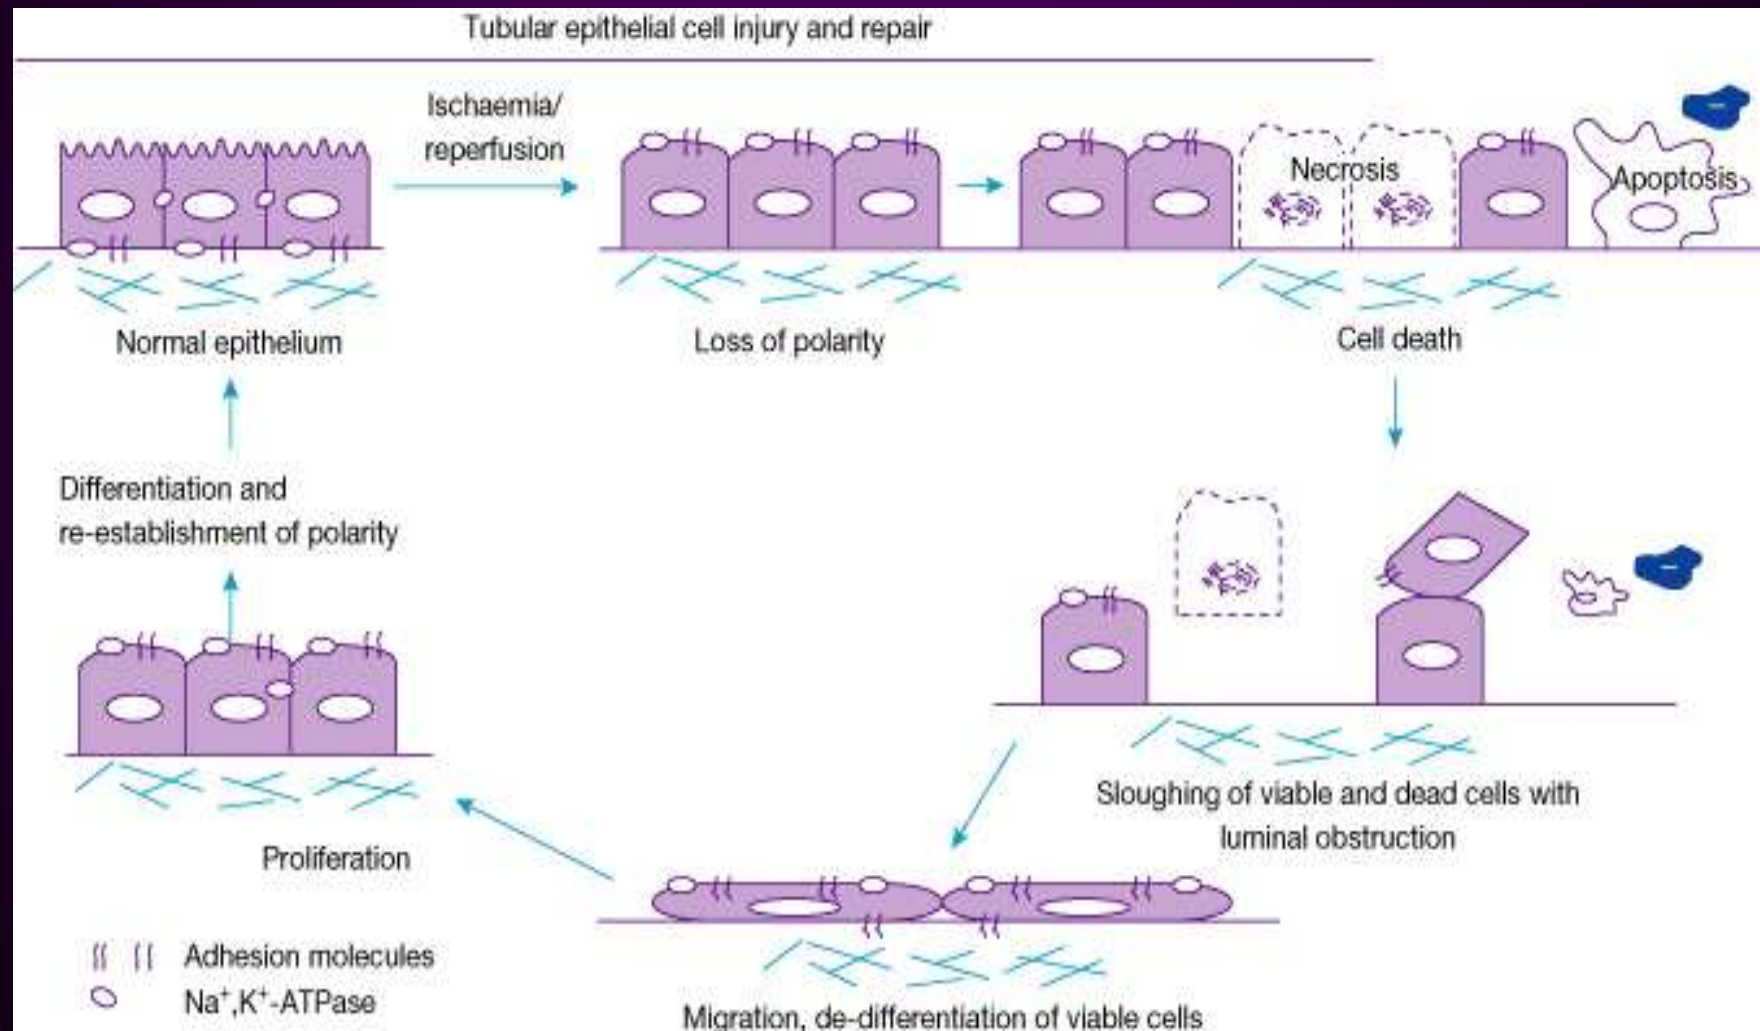 Tubular epithelial cell injury and repair
Ischaemia/
reperfusion
Necrosis
Apoptosis
Normal epithelium
Loss of polarity
Cell death
Differentiation and
re-establishment of polarity
Sloughing of viable and dead cells with
luminal obstruction
Proliferation
Adhesion molecules
Na⁺,K⁺-ATPase
Migration, de-differentiation of viable cells